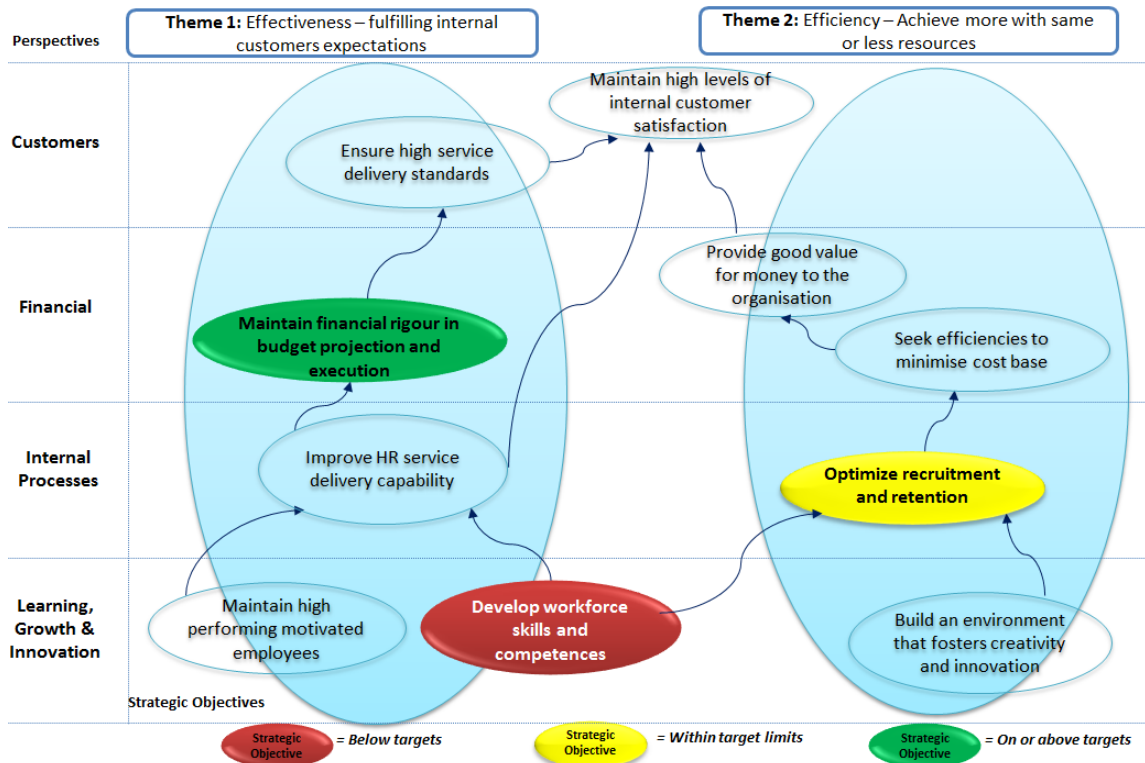 Theme 1: Effectiveness – fulfilling internal
customers expectations
Theme 2: Efficiency – Achieve more with same
or less resources
Perspectives
Customers
Maintain high levels of
internal customer
satisfaction
Ensure high service
delivery standards
Financial
Provide good value
for money to the
organisation
Maintain financial rigour in
budget projection and
execution
Seek efficiencies to
minimise cost base
Internal
Processes
Improve HR service
delivery capability
Optimize recruitment
and retention
Learning,
Growth &
Innovation
Maintain high
performing motivated
employees
Develop workforce
skills and
competences
Build an environment
that fosters creativity
and innovation
Strategic Objectives
Strategic
Objective
= Below targets
Strategic
Objective
= Within target limits
Strategic
Objective
= On or above targets